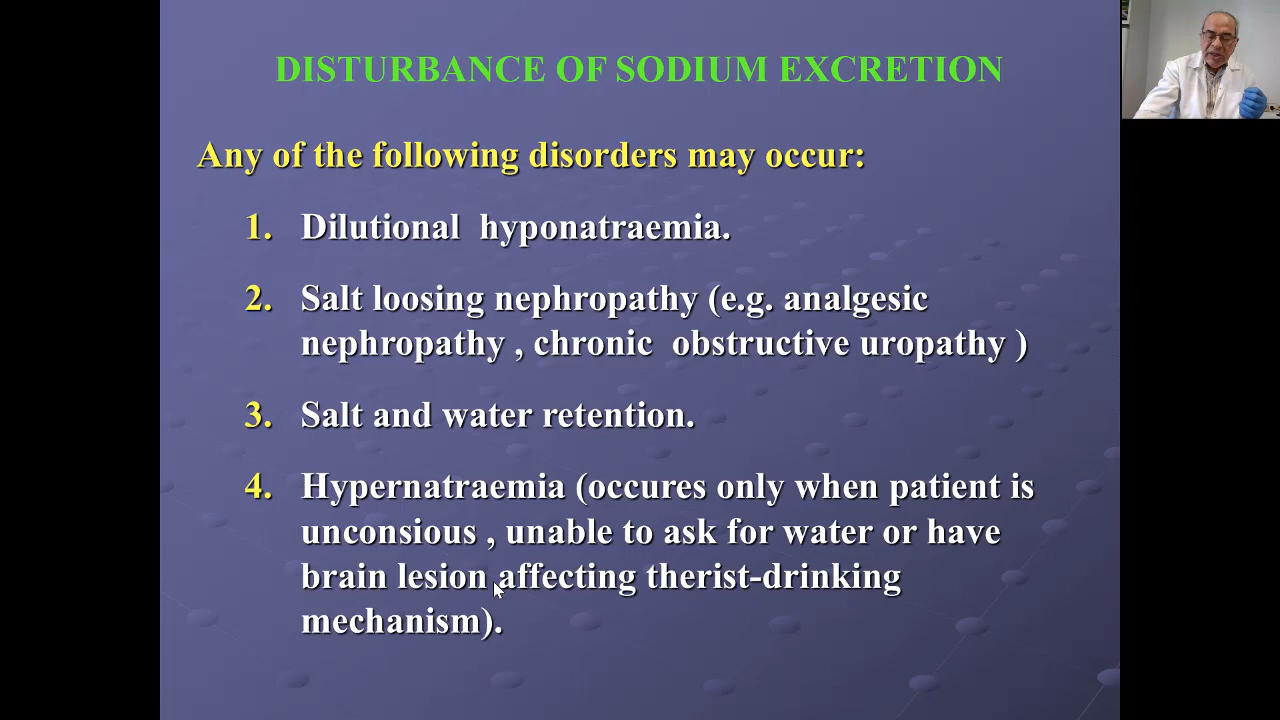 DISTURBANCE OF SODIUM EXCRETION
Any of the following disorders may occur:
1. Dilutional hyponatraemia.
2. Salt loosing nephropathy (e.g. analgesic
nephropathy , chronic obstructive uropathy )
3. Salt and water retention.
4. Hypernatraemia (occures only when patient is
unconsious , unable to ask for water or have
brain lesion affecting therist-drinking
mechanism).